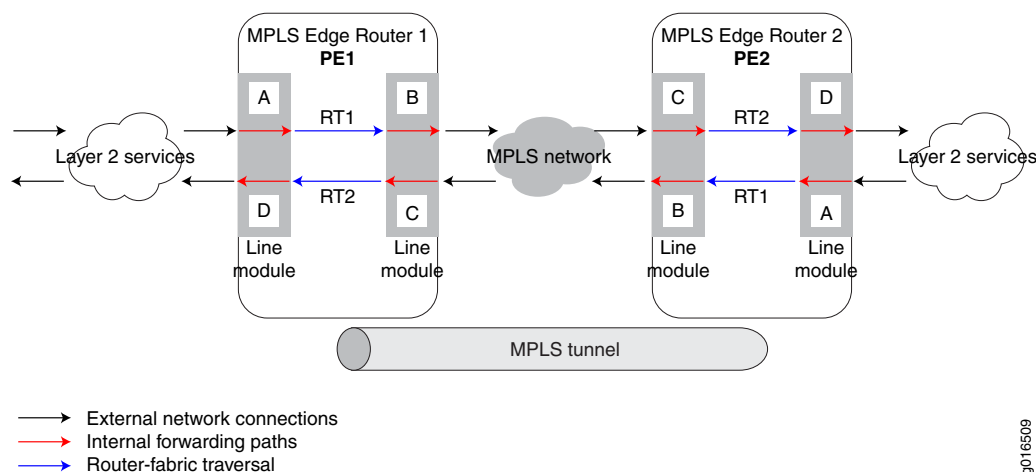 MPLS Edge Router 1
PE1
MPLS Edge Router 2
PE2
A
B
C
D
RT1
RT2
Layer 2 services
MPLS network
Layer 2 services
RT2
RT1
D
C
B
A
Line
module
Line
module
Line
module
Line
module
MPLS tunnel
External network connections
Internal forwarding paths
Router-fabric traversal
g016509